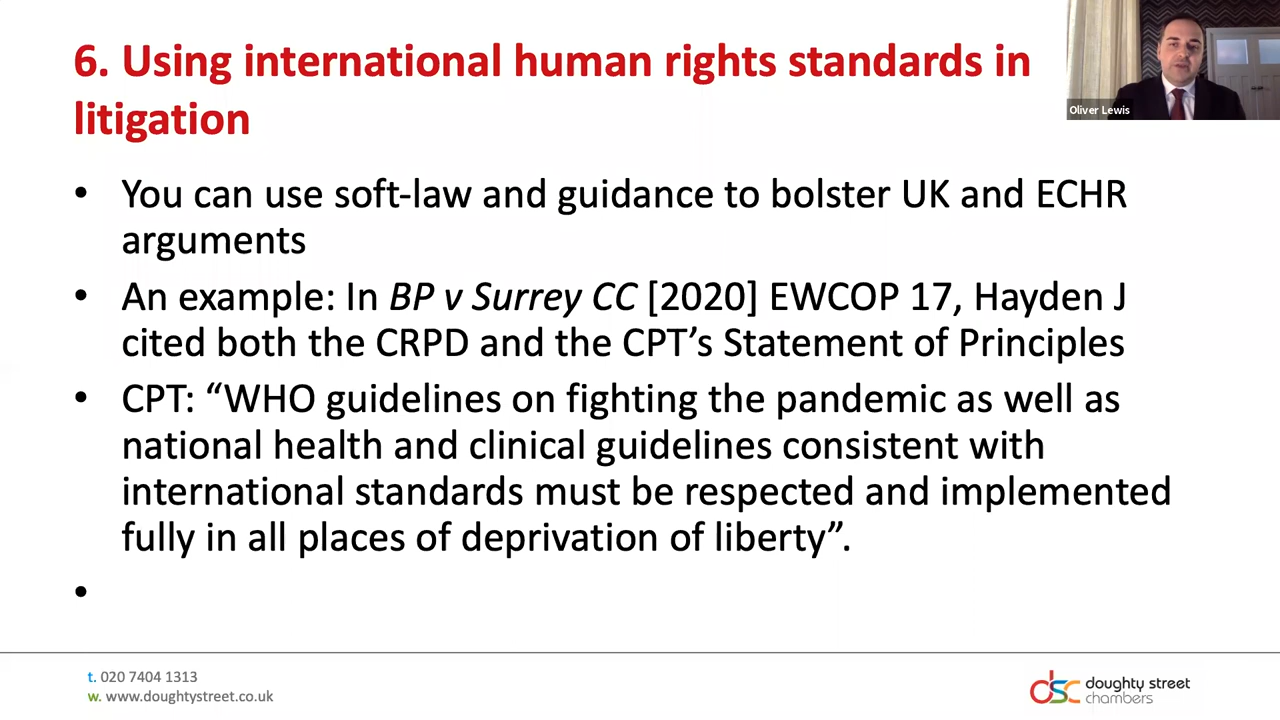 6. Using international human rights standards in
litigation
Oliver Lewis
• You can use soft-law and guidance to bolster UK and ECHR
arguments
• An example: In BP v Surrey CC [2020] EWCOP 17, Hayden J
cited both the CRPD and the CPT’s Statement of Principles
• CPT: “WHO guidelines on fighting the pandemic as well as
national health and clinical guidelines consistent with
international standards must be respected and implemented
fully in all places of deprivation of liberty”.
•
t. 020 7404 1313
w. www.doughtystreet.co.uk
dsc doughty street
chambers